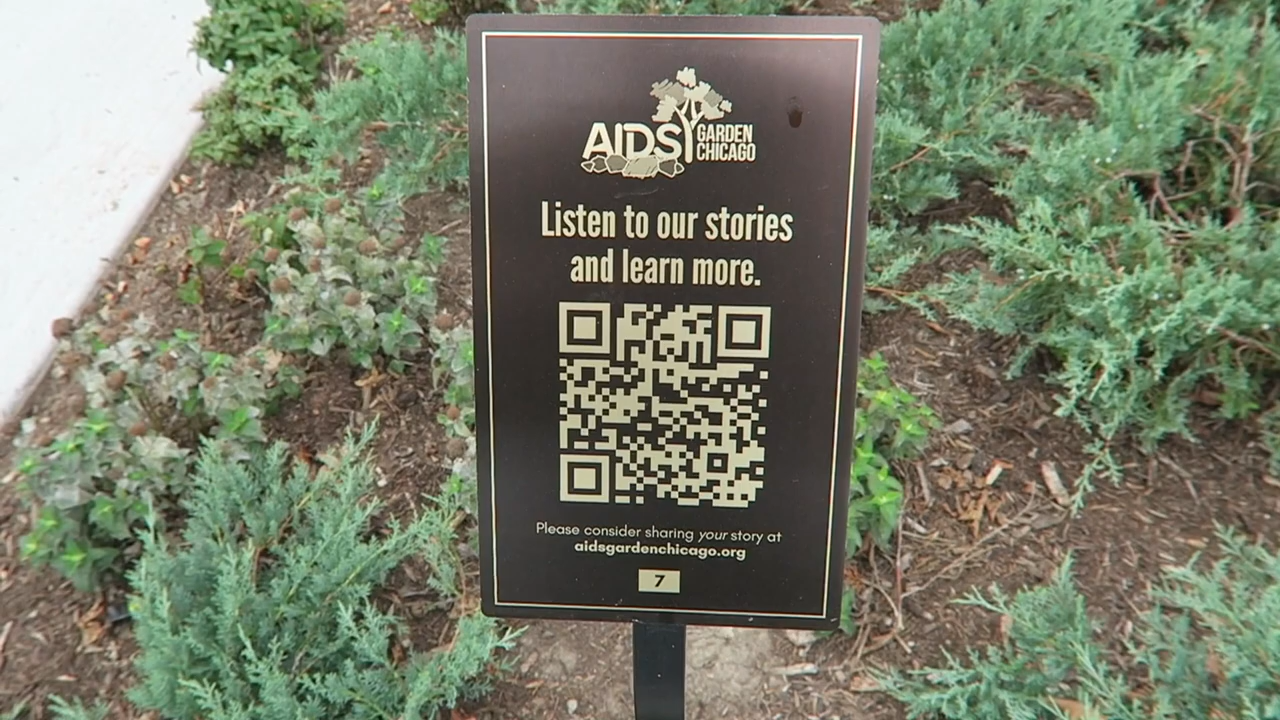 AIDS GARDEN
CHICAGO
Listen to our stories
and learn more.
Please consider sharing your story at
aidsgardenchicago.org
7